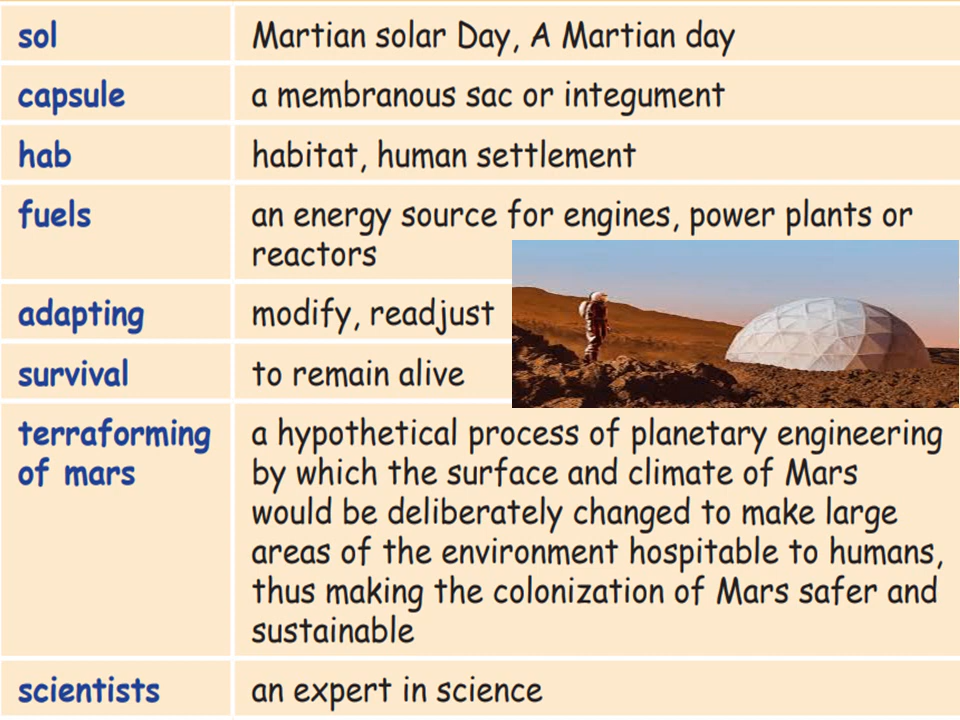 sol Martian solar Day, A Martian day
capsule a membranous sac or integument
hab habitat, human settlement
fuels an energy source for engines, power plants or
reactors
adapting modify, readjust
survival to remain alive
terraforming a hypothetical process of planetary engineering
of mars by which the surface and climate of Mars
would be deliberately changed to make large
areas of the environment hospitable to humans,
thus making the colonization of Mars safer and
sustainable
scientists an expert in science